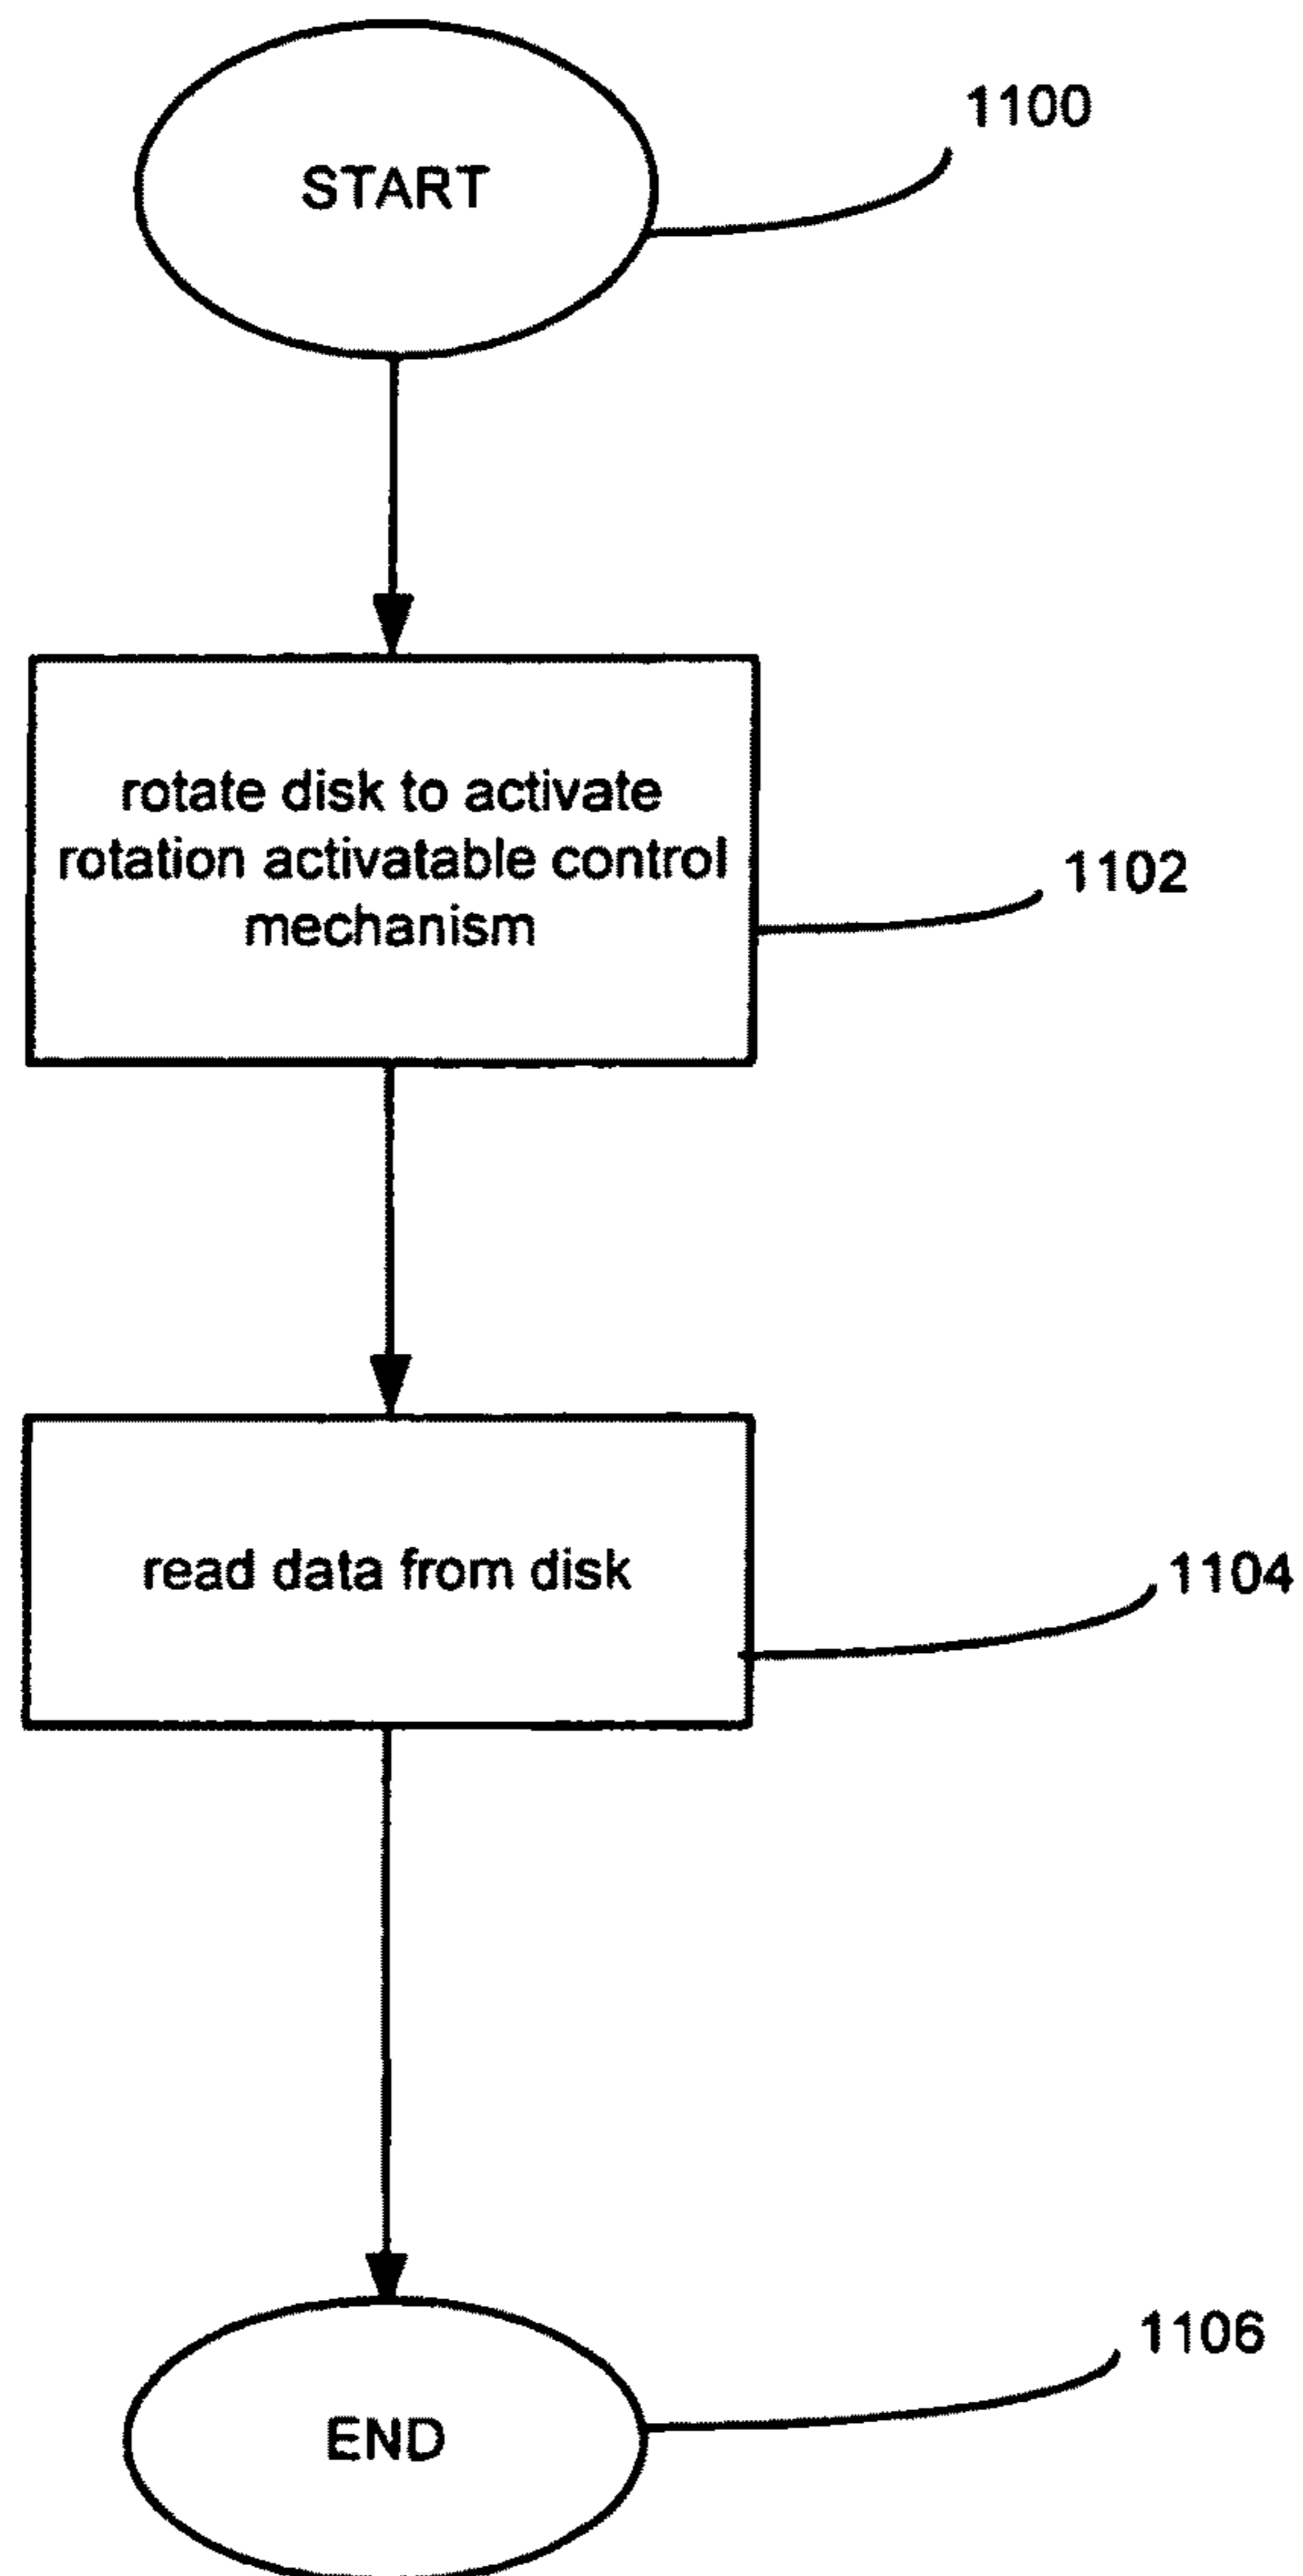 START
1100
rotate disk to activate
rotation activatable control
mechanism
1102
read data from disk
1104
1106
END